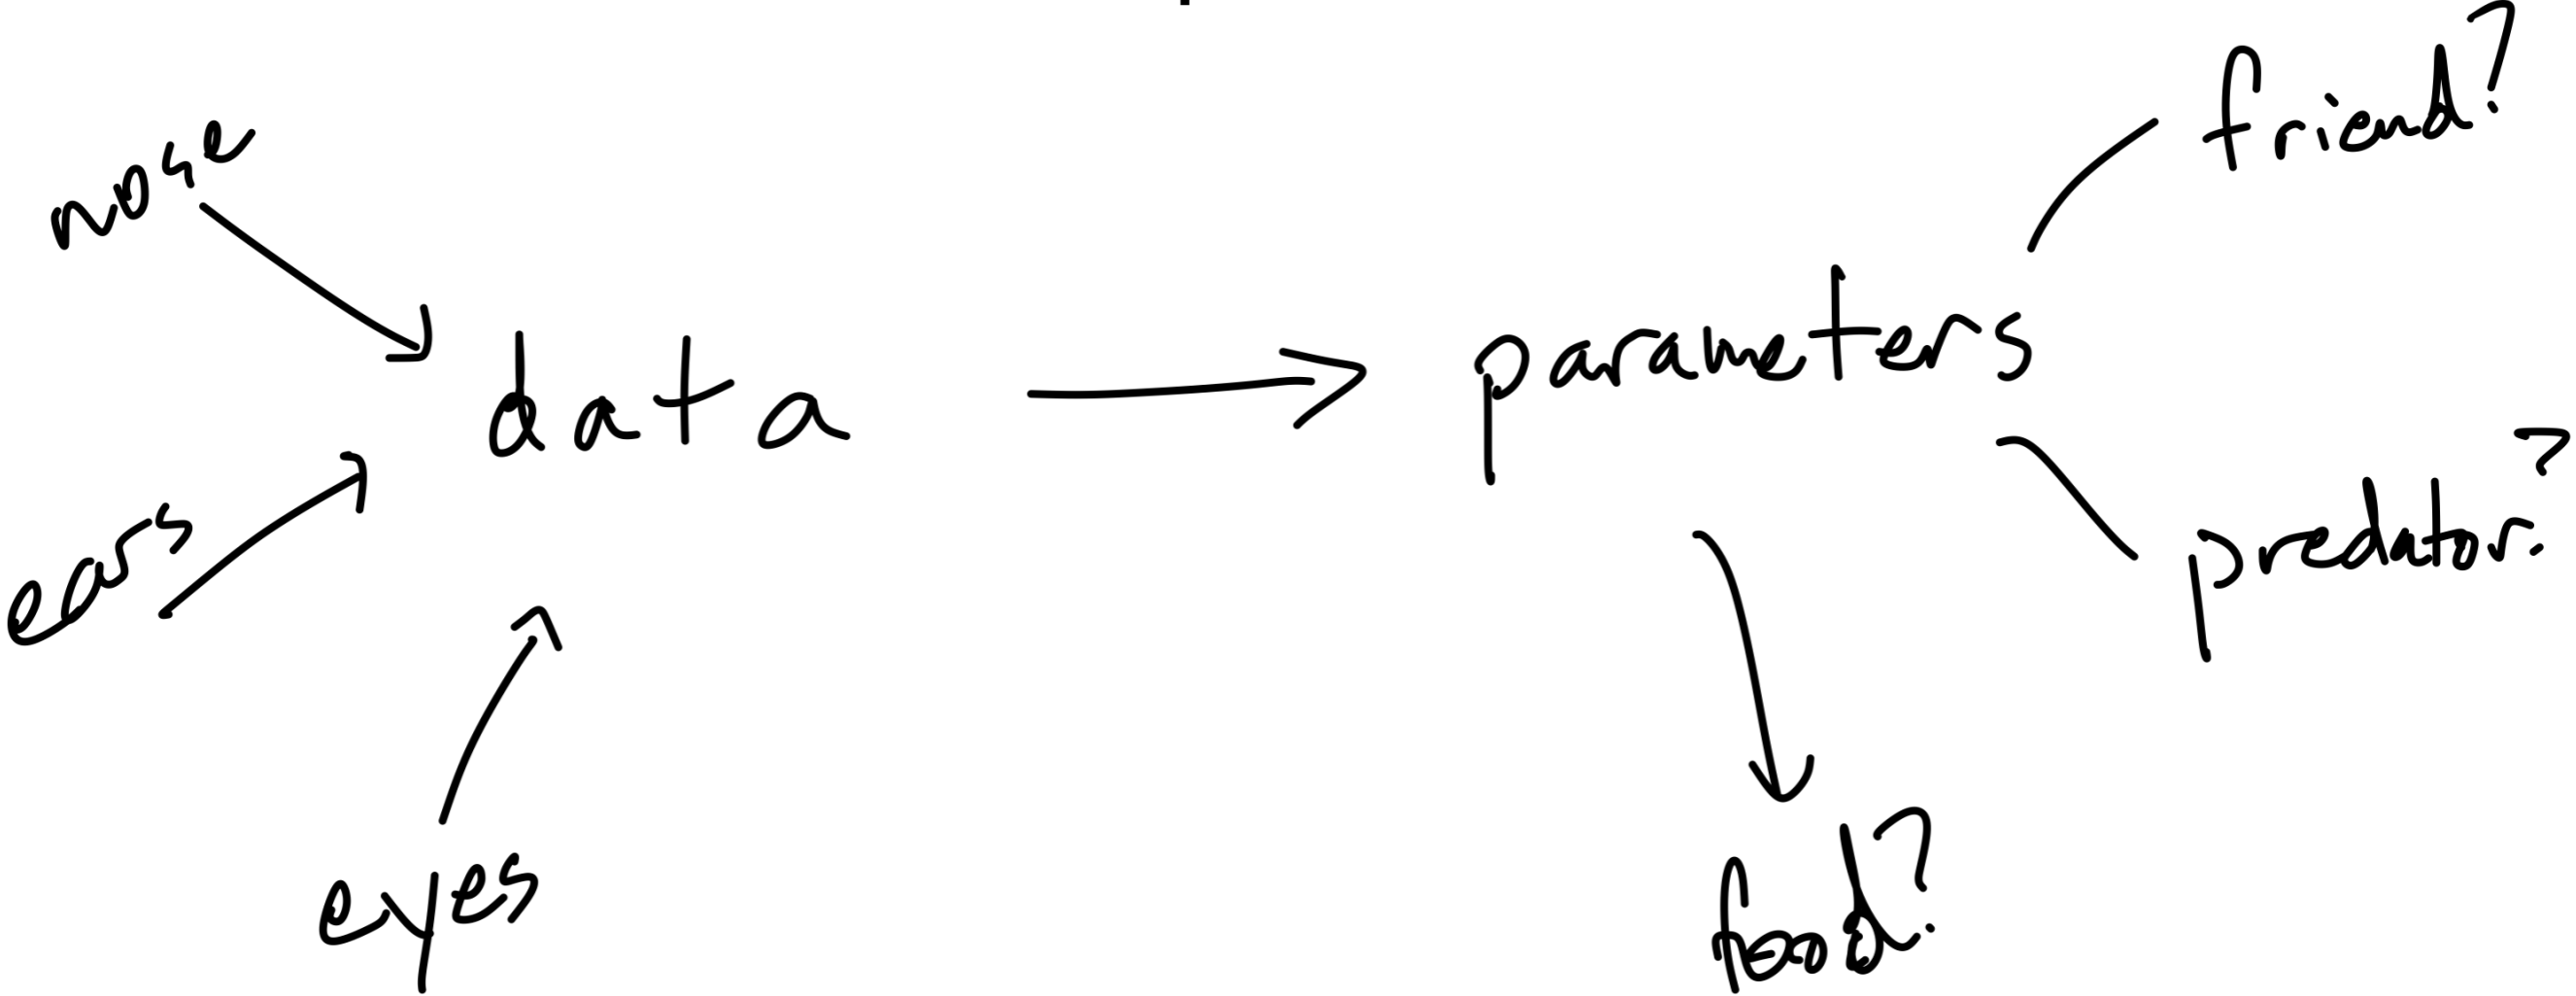 nose
ears
eyes
data
parameters
friend?
predator?
food?